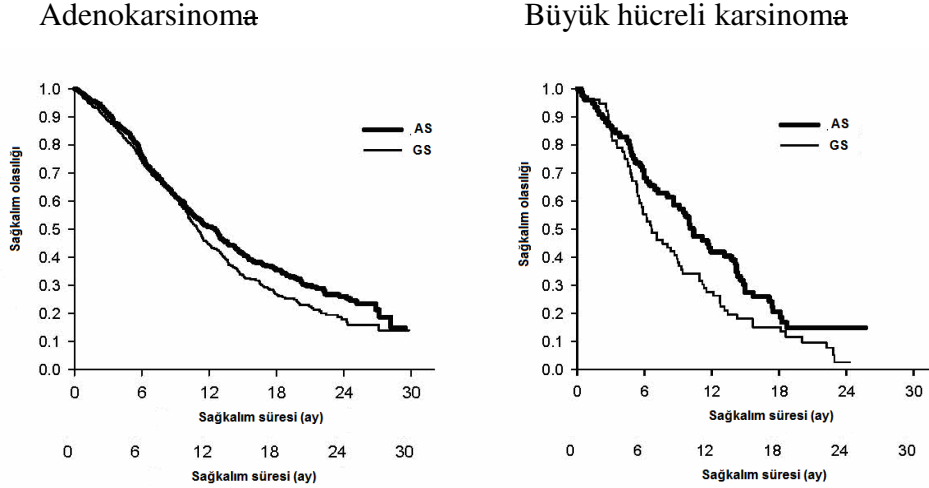 Adenokarsinoma
Büyük hücreli karsinoma
Sağkalım olasılığı
1.0
0.9
0.8
0.7
0.6
0.5
0.4
0.3
0.2
0.1
0.0
AS
GS
0 6 12 18 24 30
Sağkalım süresi (ay)
0 6 12 18 24 30
Sağkalım süresi (ay)
Sağkalım olasılığı
1.0
0.9
0.8
0.7
0.6
0.5
0.4
0.3
0.2
0.1
0.0
AS
GS
0 6 12 18 24 30
Sağkalım süresi (ay)
0 6 12 18 24 30
Sağkalım süresi (ay)